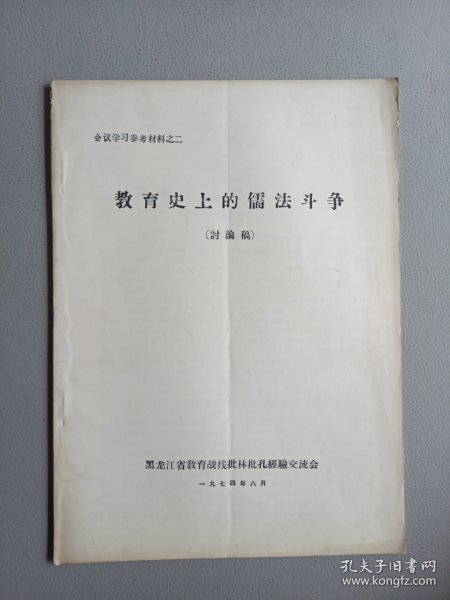 会议学习参考材料之二
教育史上的儒法斗争
(討論稿)
黑龙江省教育战线批林批孔經驗交流会
一九七四年八月
孔夫子旧书网
www.kongfz.com